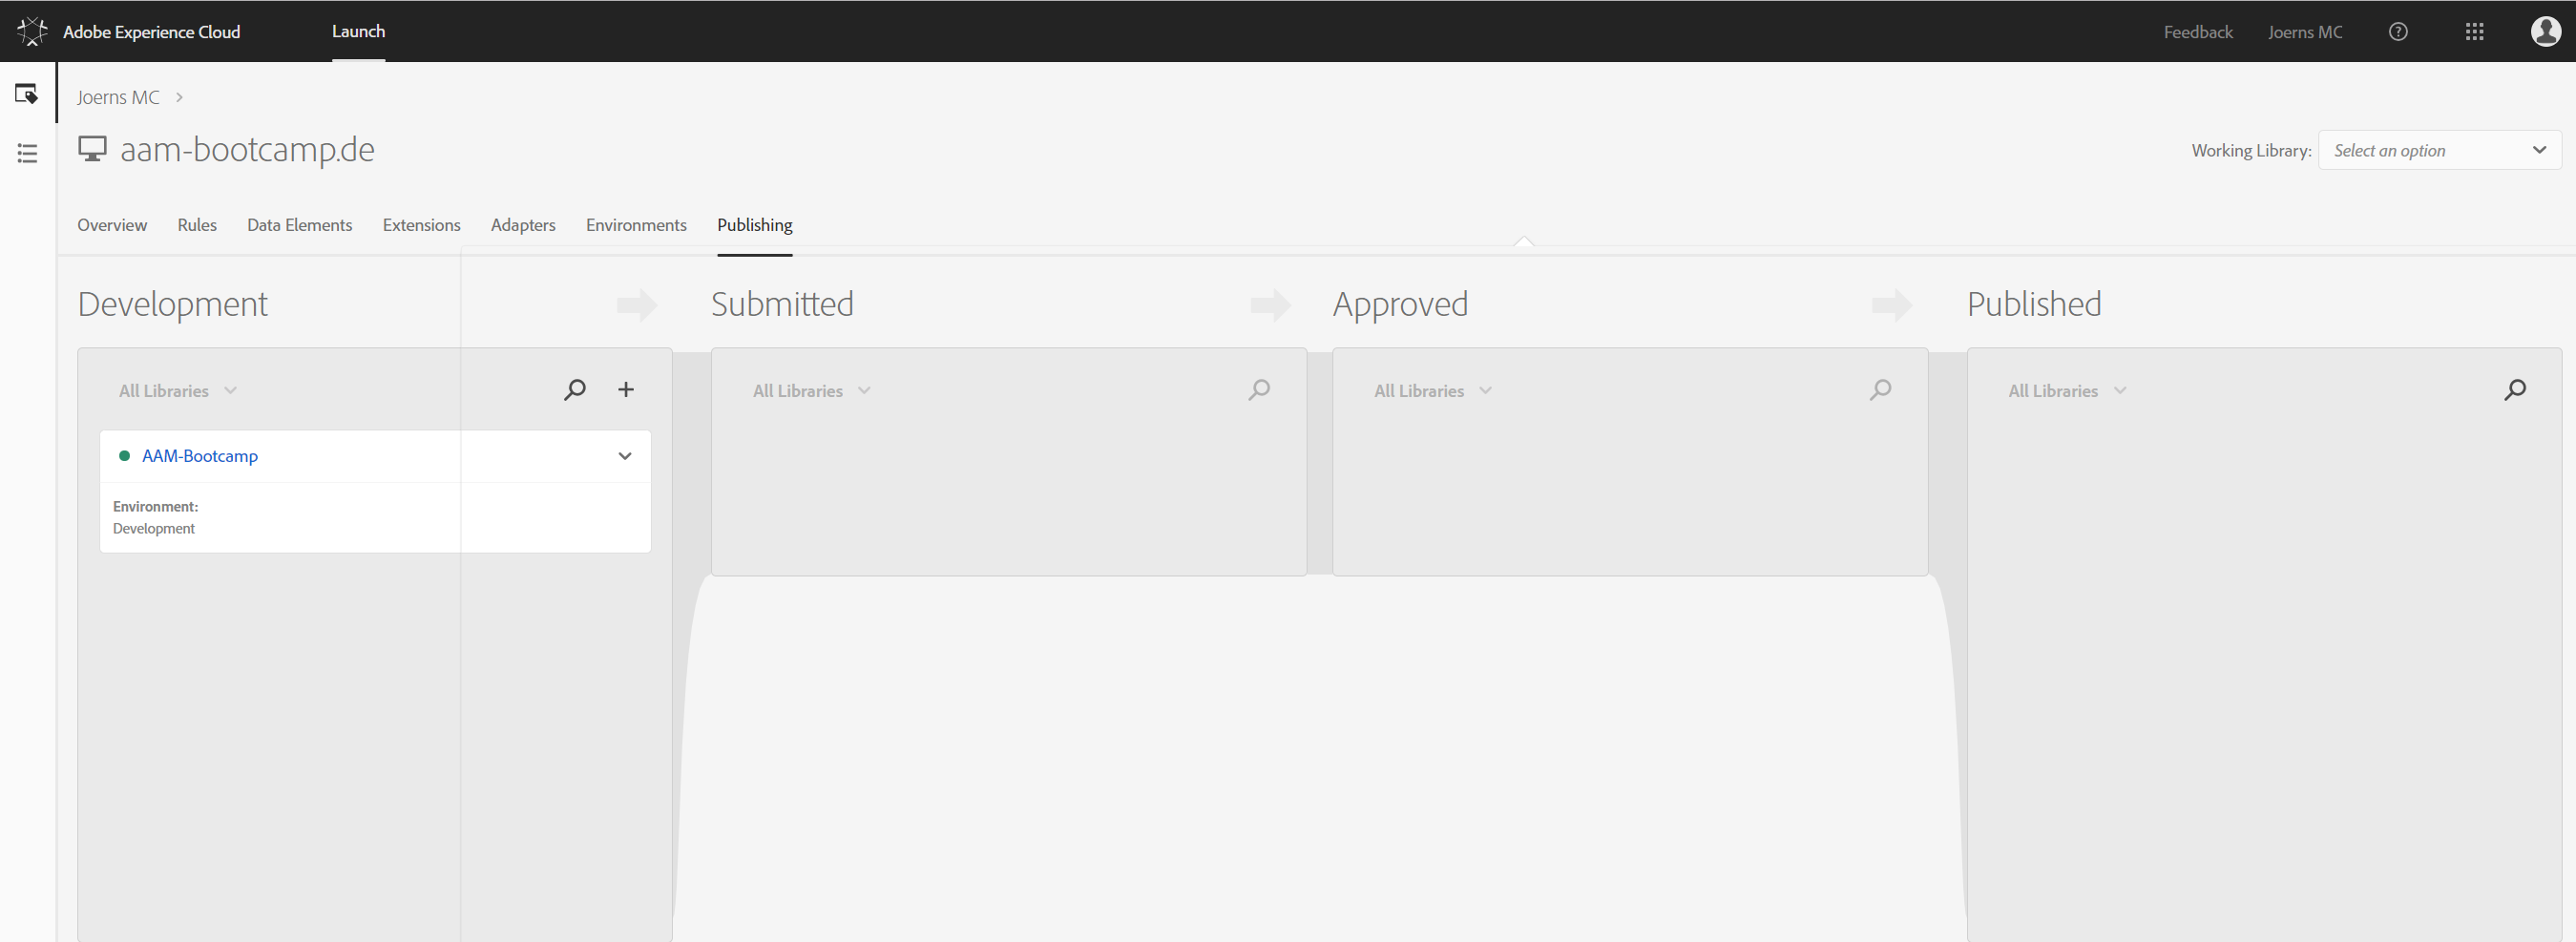 Adobe Experience Cloud Launch Feedback Joerns MC
Joerns MC
aam-bootcamp.de
Working Library: Select an option
Overview Rules Data Elements Extensions Adapters Environments Publishing
Development Submitted Approved Published
All Libraries All Libraries All Libraries All Libraries
AAM-Bootcamp
Environment:
Development